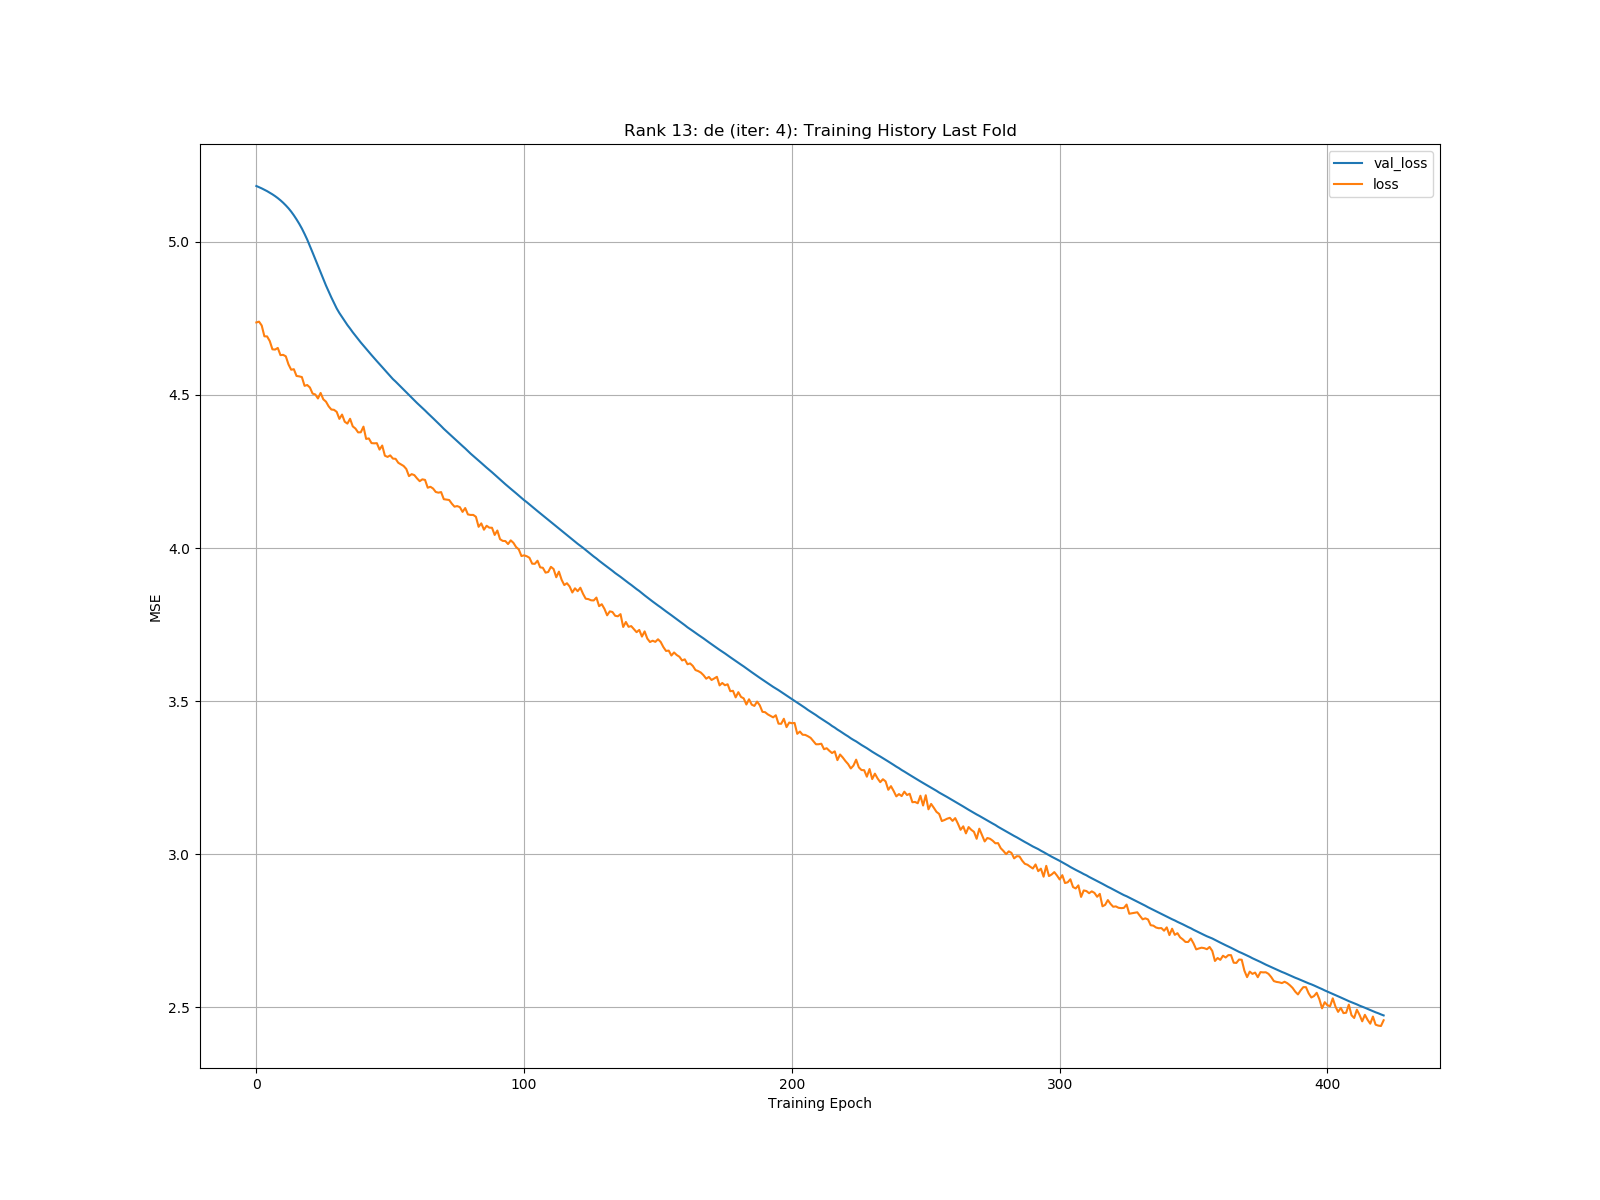 Rank 13: de (iter: 4): Training History Last Fold
val_loss
loss
5.0
4.5
4.0
3.5
3.0
2.5
MSE
0 100 200 300 400
Training Epoch